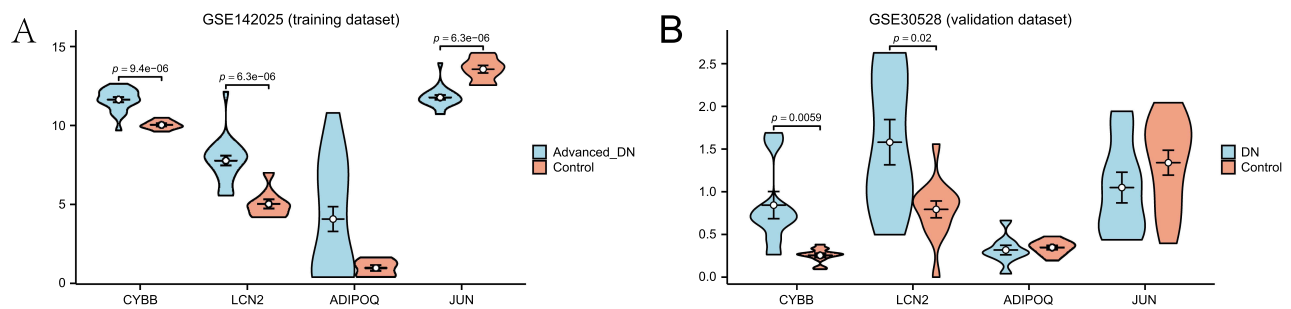 A
GSE142025 (training dataset)
15
10
5
0
p = 9.4e−06
p = 6.3e−06
p = 6.3e−06
CYBB
LCN2
ADIPOQ
JUN
Advanced_DN
Control
B
GSE30528 (validation dataset)
2.5
2.0
1.5
1.0
0.5
0.0
p = 0.0059
p = 0.02
CYBB
LCN2
ADIPOQ
JUN
DN
Control